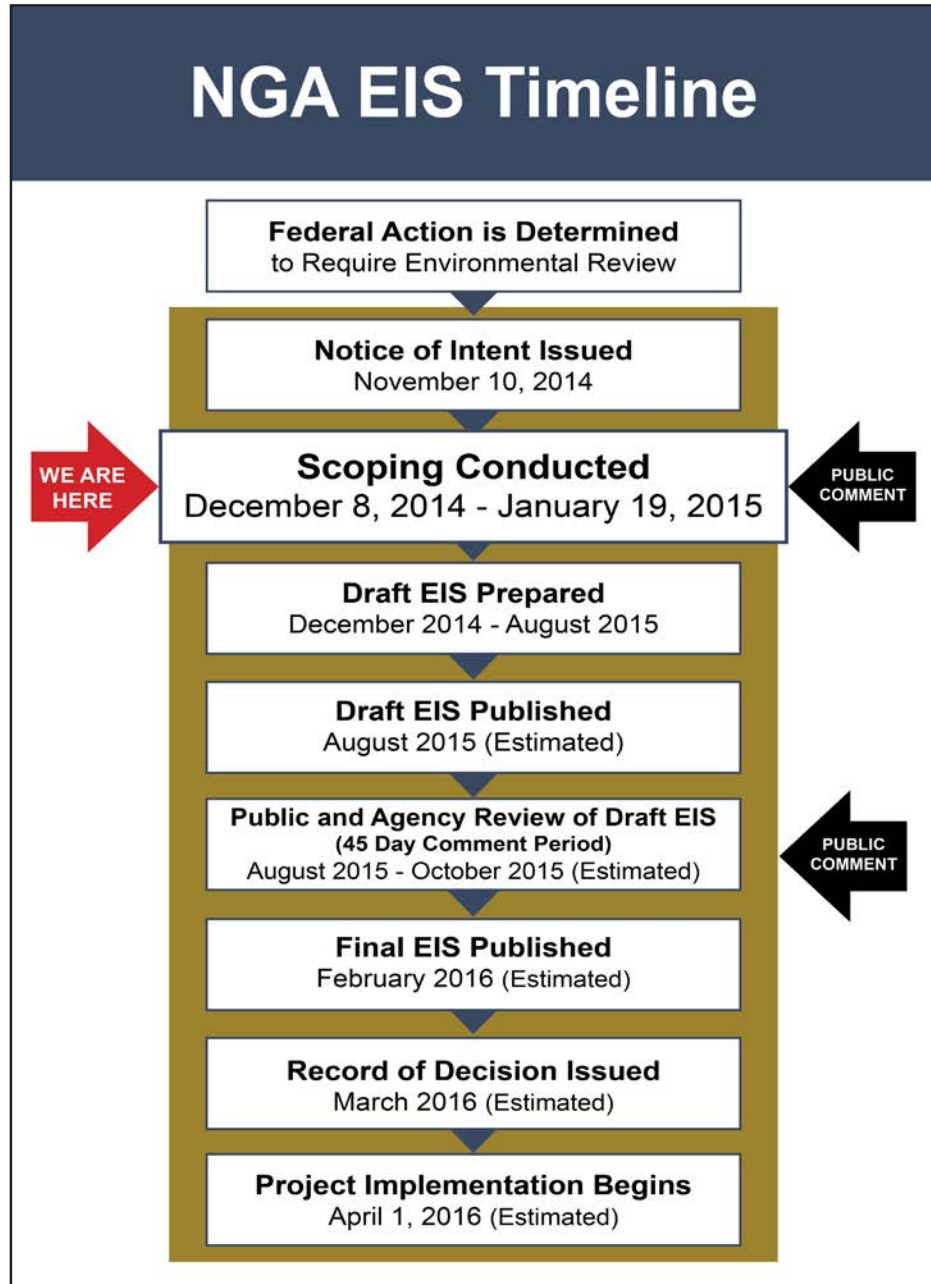 NGA EIS Timeline
Federal Action is Determined
to Require Environmental Review
Notice of Intent Issued
November 10, 2014
WE ARE
HERE
Scoping Conducted
December 8, 2014 - January 19, 2015
PUBLIC
COMMENT
Draft EIS Prepared
December 2014 - August 2015
Draft EIS Published
August 2015 (Estimated)
Public and Agency Review of Draft EIS
(45 Day Comment Period)
August 2015 - October 2015 (Estimated)
PUBLIC
COMMENT
Final EIS Published
February 2016 (Estimated)
Record of Decision Issued
March 2016 (Estimated)
Project Implementation Begins
April 1, 2016 (Estimated)